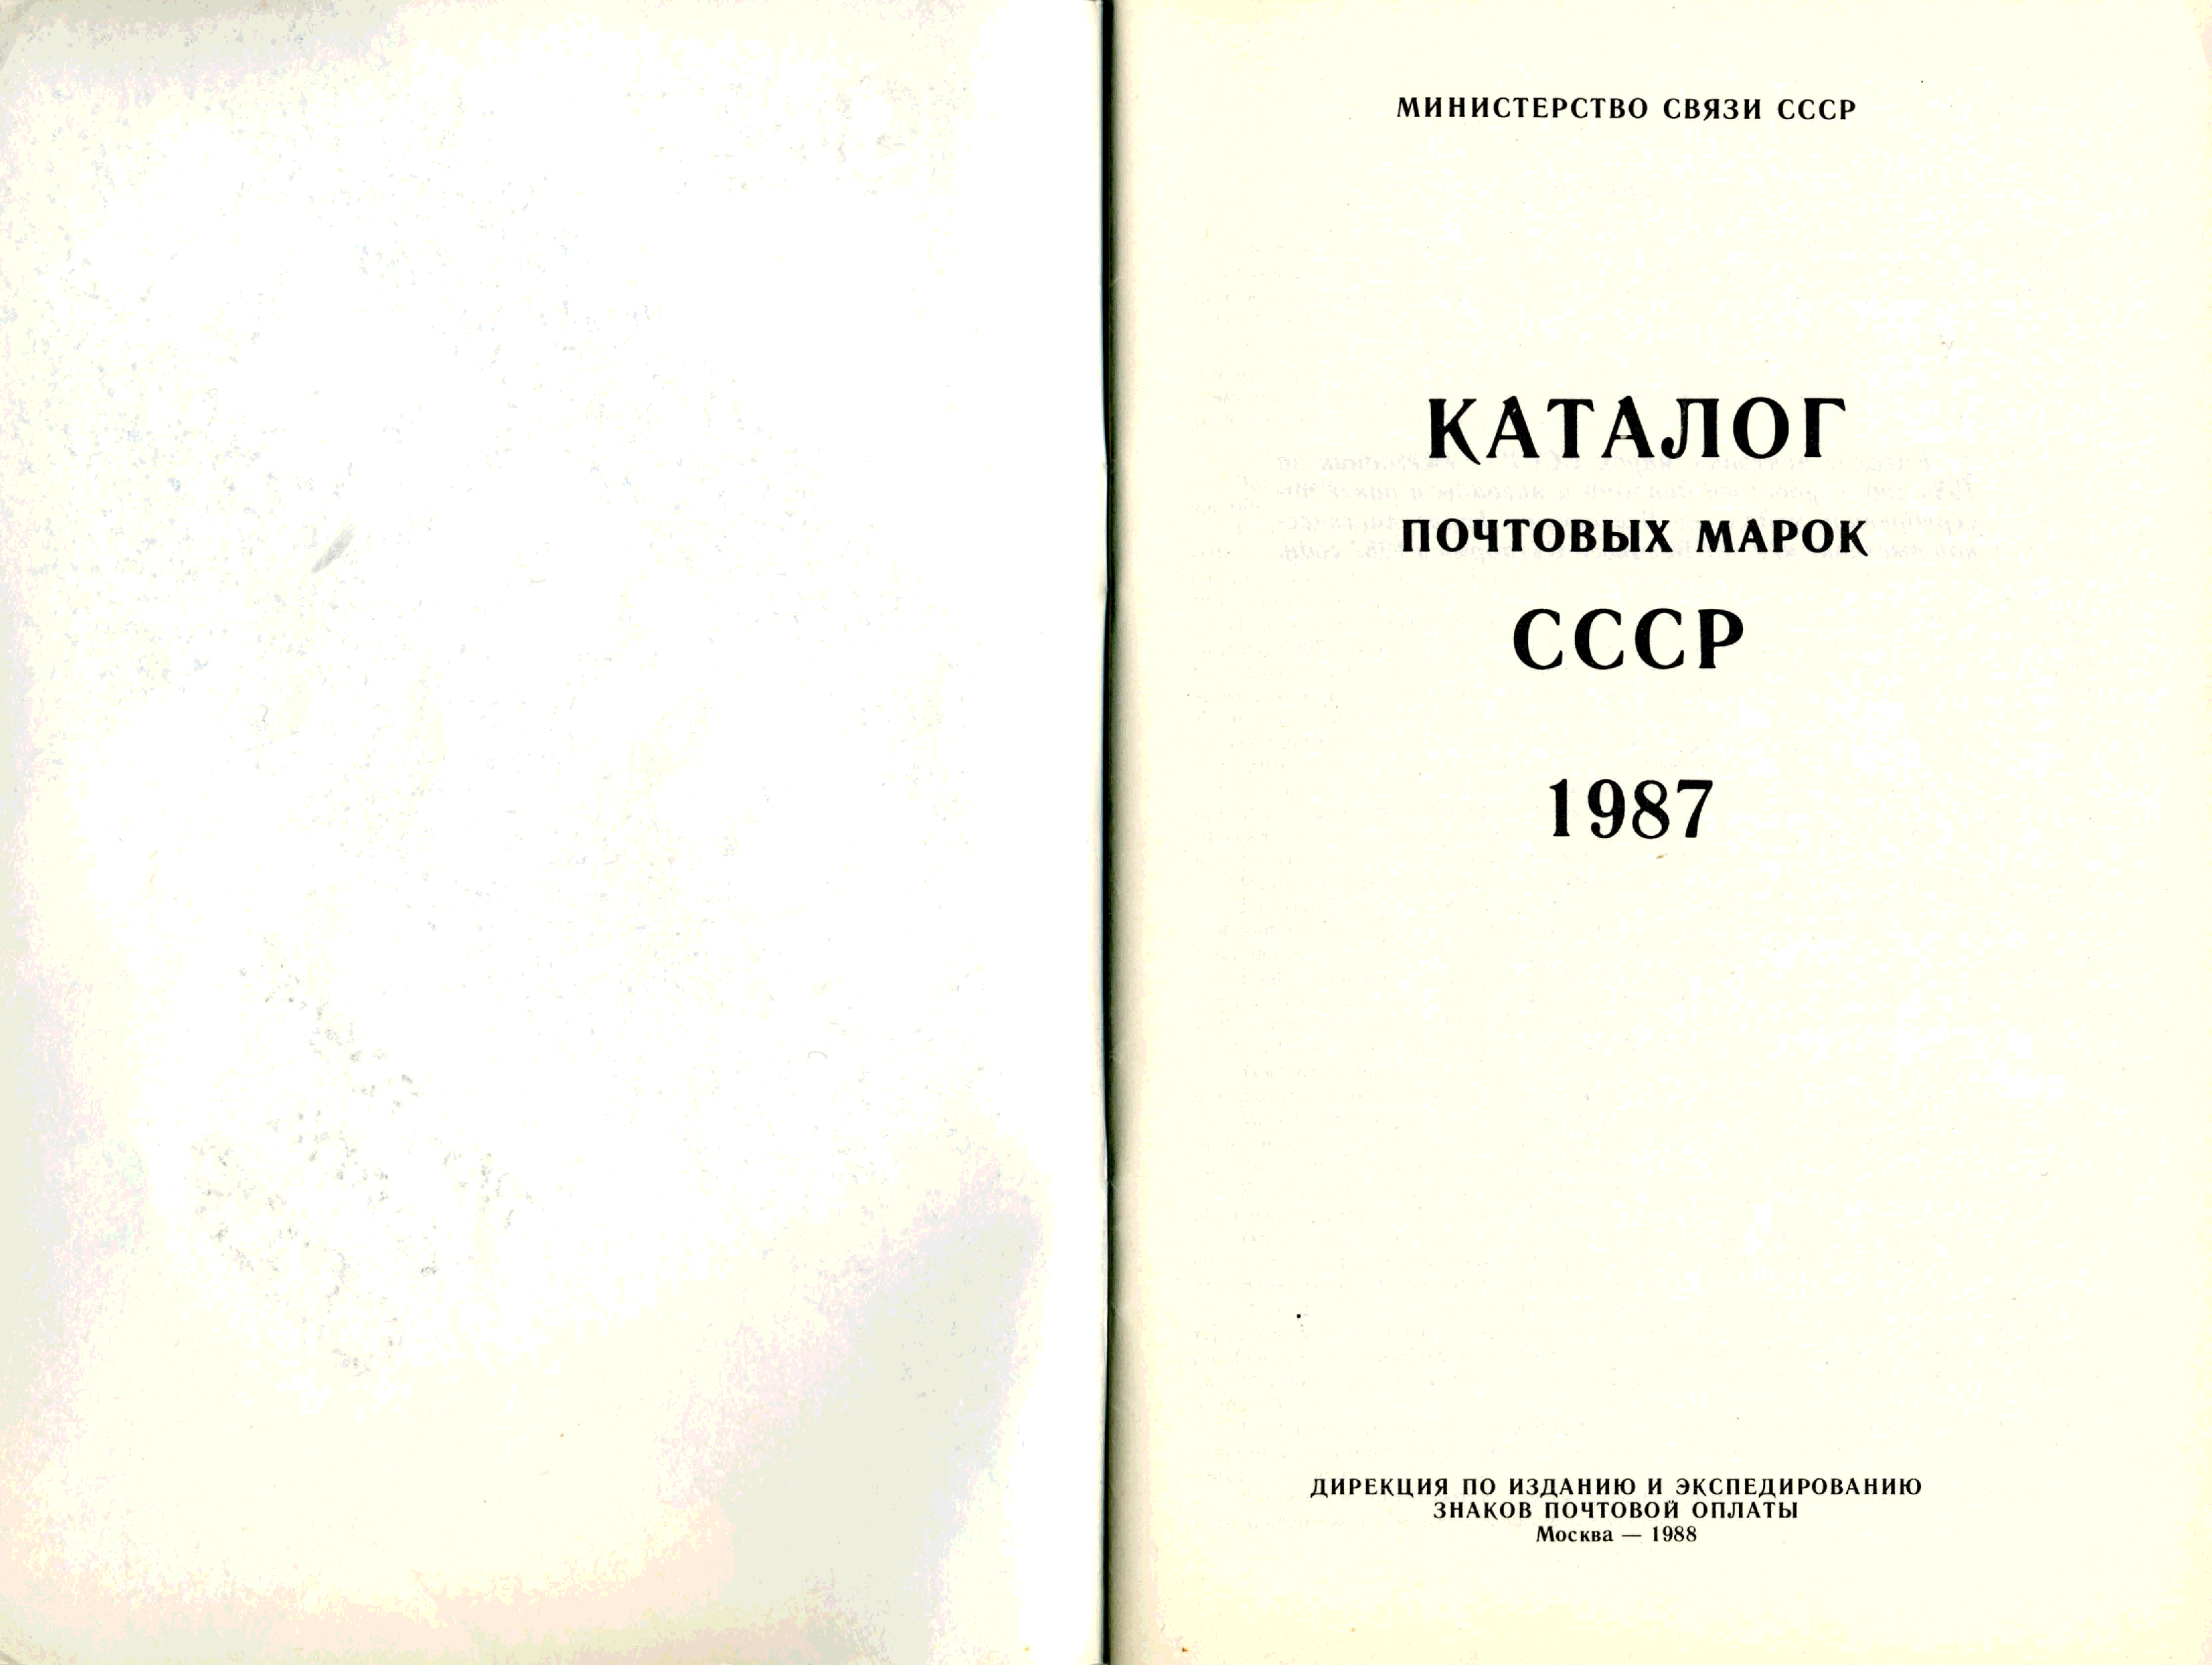 МИНИСТЕРСТВО СВЯЗИ СССР
КАТАЛОГ
ПОЧТОВЫХ МАРОК
СССР
1987
ДИРЕКЦИЯ ПО ИЗДАНИЮ И ЭКСПЕДИРОВАНИЮ
ЗНАКОВ ПОЧТОВОЙ ОПЛАТЫ
Москва — 1988